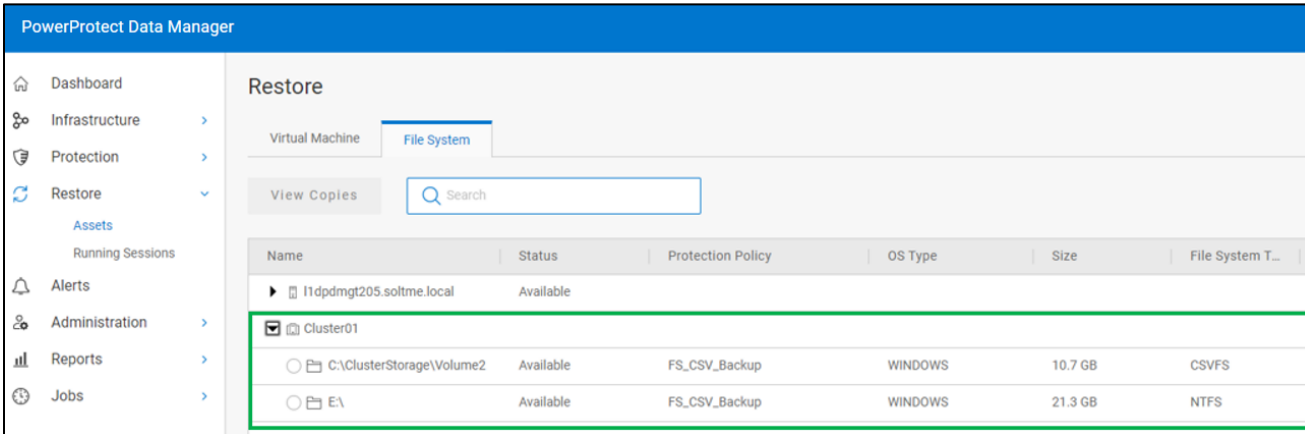 PowerProtect Data Manager
Dashboard
Infrastructure
Protection
Restore
Assets
Running Sessions
Alerts
Administration
Reports
Jobs
Restore
Virtual Machine File System
View Copies Search
Name Status Protection Policy OS Type Size File System T...
l1dpdmgt205.soltme.local Available
Cluster01
C:\ClusterStorage\Volume2 Available FS_CSV_Backup WINDOWS 10.7 GB CSVFS
E:\ Available FS_CSV_Backup WINDOWS 21.3 GB NTFS